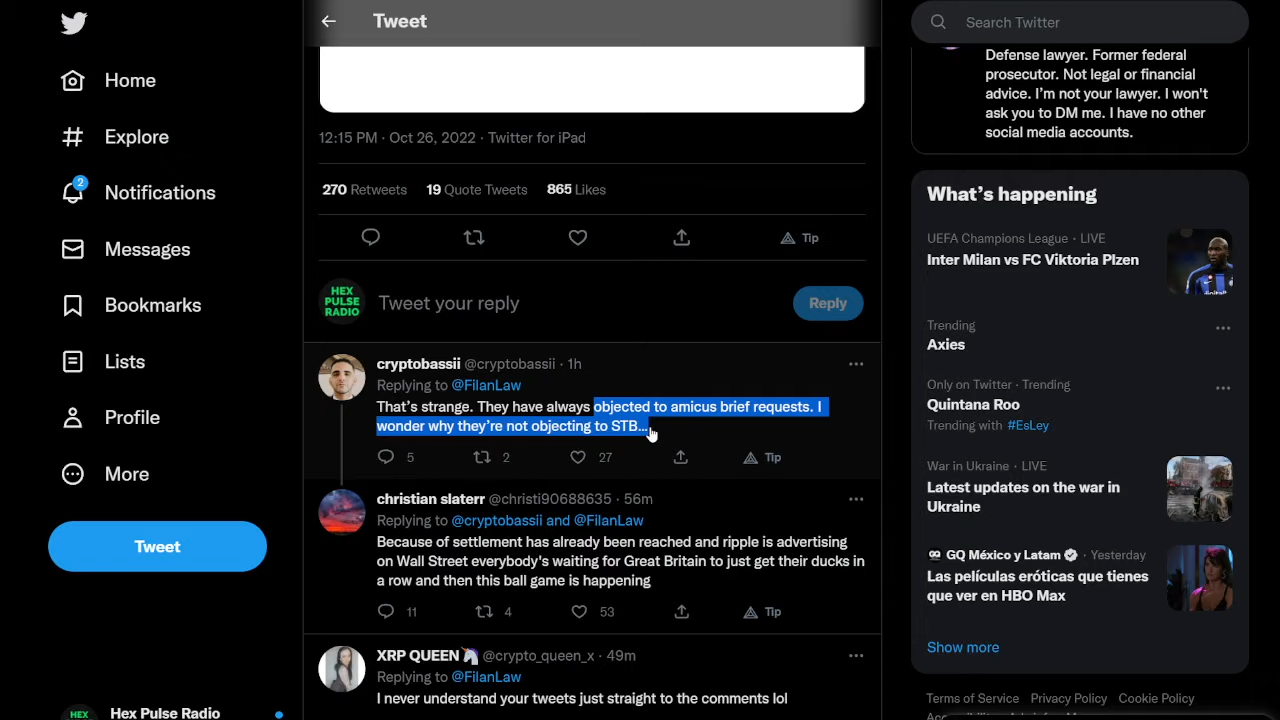 Home
Explore
2
Notifications
Messages
Bookmarks
Lists
Profile
More
Tweet
HEX
Hex Pulse Radio
Tweet
12:15 PM · Oct 26, 2022 · Twitter for iPad
270 Retweets 19 Quote Tweets 865 Likes
Tip
HEX
PULSE
RADIO
Tweet your reply
Reply
cryptobassii @cryptobassii · 1h
Replying to @FilanLaw
That’s strange. They have always objected to amicus brief requests. I
wonder why they’re not objecting to STB...
5 2 27 Tip
christian slaterr @christi90688635 · 56m
Replying to @cryptobassii and @FilanLaw
Because of settlement has already been reached and ripple is advertising
on Wall Street everybody's waiting for Great Britain to just get their ducks in
a row and then this ball game is happening
11 4 53 Tip
XRP QUEEN🦄 @crypto_queen_x · 49m
Replying to @FilanLaw
I never understand your tweets just straight to the comments lol
Search Twitter
Defense lawyer. Former federal
prosecutor. Not legal or financial
advice. I’m not your lawyer. I won't
ask you to DM me. I have no other
social media accounts.
What’s happening
UEFA Champions League · LIVE
Inter Milan vs FC Viktoria Plzen
Trending
Axies
Only on Twitter · Trending
Quintana Roo
Trending with #EsLey
War in Ukraine · LIVE
Latest updates on the war in
Ukraine
GQ México y Latam · Yesterday
Las películas eróticas que tienes
que ver en HBO Max
Show more
Terms of Service Privacy Policy Cookie Policy